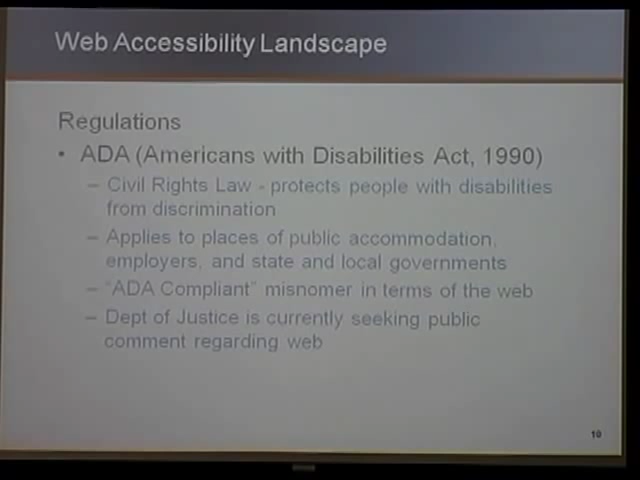 Web Accessibility Landscape
Regulations
• ADA (Americans with Disabilities Act, 1990)
– Civil Rights Law - protects people with disabilities
from discrimination
– Applies to places of public accommodation,
employers, and state and local governments
– "ADA Compliant" misnomer in terms of the web
– Dept of Justice is currently seeking public
comment regarding web
10